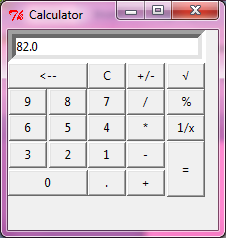 Calculator
82.0
<-- C +/- √
9 8 7 / %
6 5 4 * 1/x
3 2 1 - =
0 . +